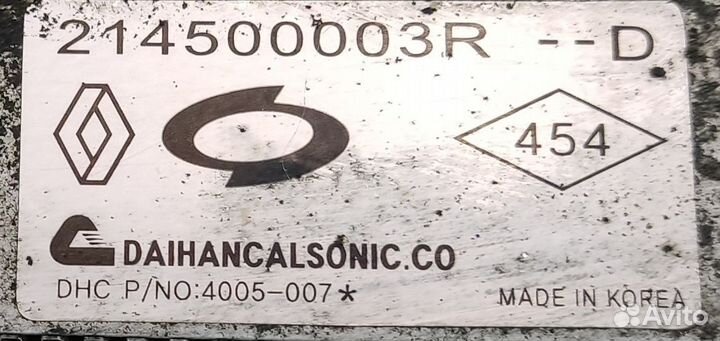 214500003R --D
454
DAIHANCALSONIC.CO
DHC P/NO:4005-007*
MADE IN KOREA
Avito